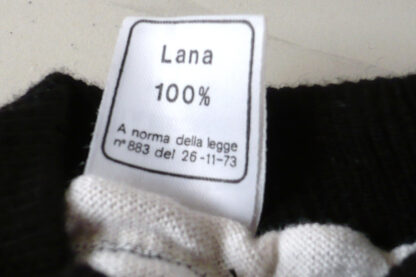 Lana
100%
A norma della legge
n° 883 del 26-11-73